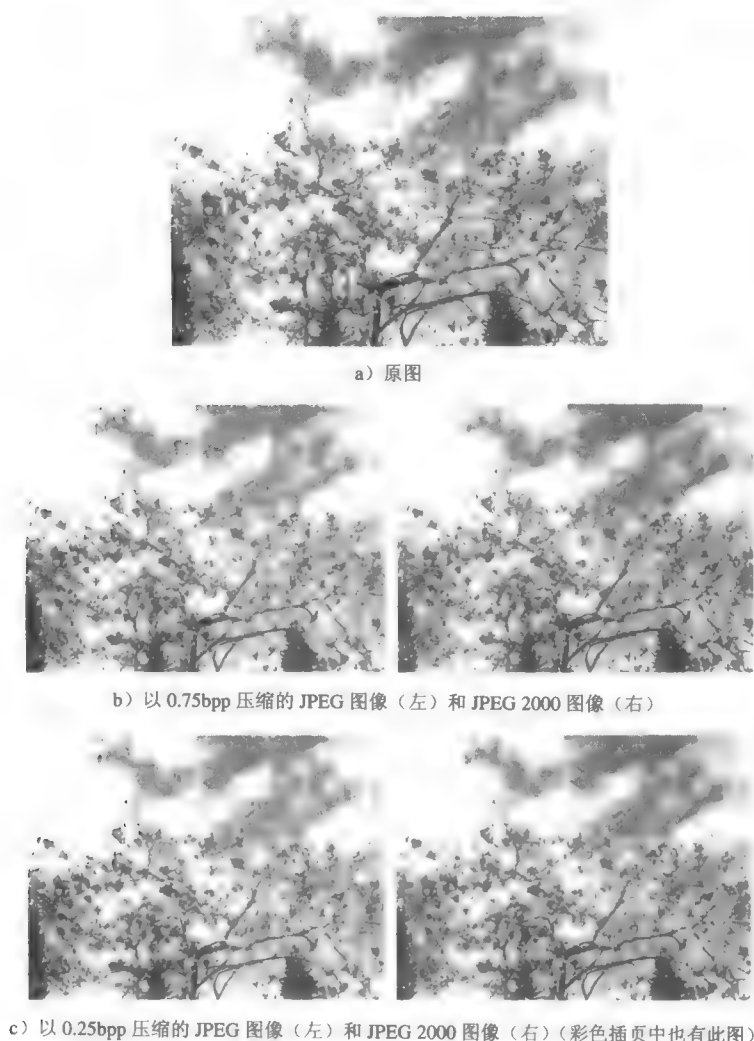 a）原图
b）以 0.75bpp 压缩的 JPEG 图像（左）和 JPEG 2000 图像（右）
c）以 0.25bpp 压缩的 JPEG 图像（左）和 JPEG 2000 图像（右）（彩色插页中也有此图）